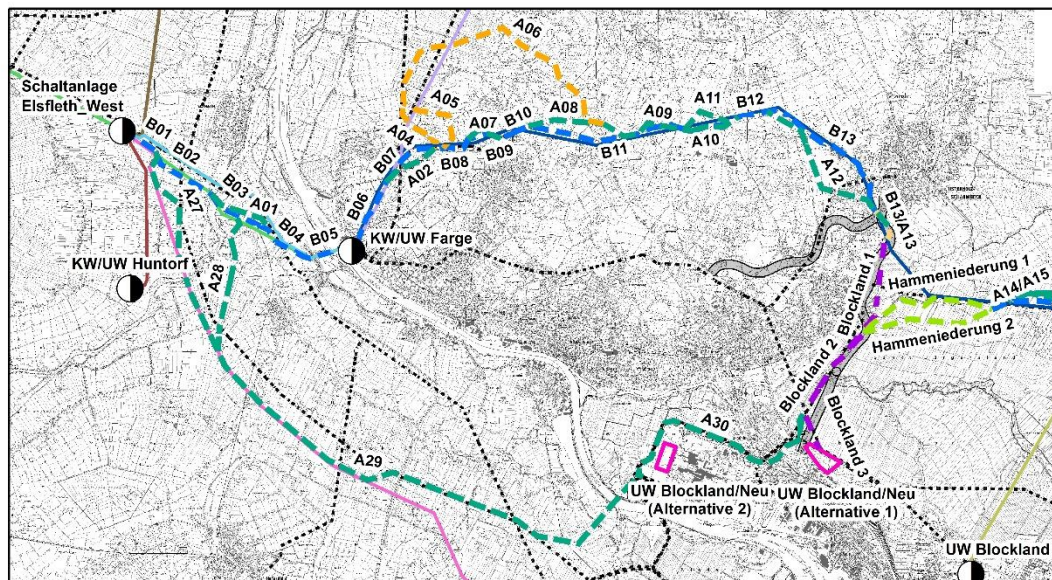 A06
Schaltanlage
Elsfleth_West
A05
A11
B12
A08
A09
B10
A07
B01
A04
A10
B13
B02
B07
B08
B09
B11
A02
A12
B03
A01
A27
B06
B04
B05
B13/A13
KW/UW Farge
KW/UW Huntorf
A28
Hammeniederung 1
Blockland 1
A14/A15
Hammeniederung 2
Blockland 2
Blockland 3
A30
A29
UW Blockland/Neu
(Alternative 2)
UW Blockland/Neu
(Alternative 1)
UW Blockland